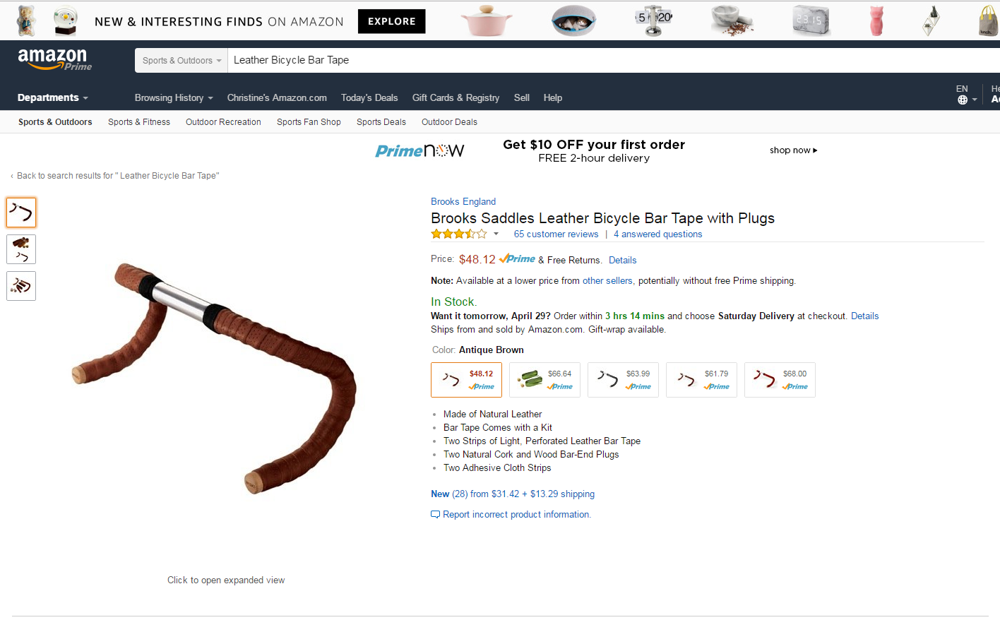 NEW & INTERESTING FINDS ON AMAZON EXPLORE
5 20
23:15
lunch.
amazon
Prime
Sports & Outdoors
Leather Bicycle Bar Tape
Departments
Browsing History
Christine's Amazon.com
Today's Deals
Gift Cards & Registry
Sell
Help
EN
He
A
Sports & Outdoors
Sports & Fitness
Outdoor Recreation
Sports Fan Shop
Sports Deals
Outdoor Deals
Prime now
Get $10 OFF your first order
FREE 2-hour delivery
shop now
‹ Back to search results for " Leather Bicycle Bar Tape"
Brooks England
Brooks Saddles Leather Bicycle Bar Tape with Plugs
65 customer reviews | 4 answered questions
Price: $48.12 Prime & Free Returns. Details
Note: Available at a lower price from other sellers, potentially without free Prime shipping.
In Stock.
Want it tomorrow, April 29? Order within 3 hrs 14 mins and choose Saturday Delivery at checkout. Details
Ships from and sold by Amazon.com. Gift-wrap available.
Color: Antique Brown
$48.12
Prime
$66.64
Prime
$63.99
Prime
$61.79
Prime
$68.00
Prime
Made of Natural Leather
Bar Tape Comes with a Kit
Two Strips of Light, Perforated Leather Bar Tape
Two Natural Cork and Wood Bar-End Plugs
Two Adhesive Cloth Strips
New (28) from $31.42 + $13.29 shipping
Report incorrect product information.
Click to open expanded view